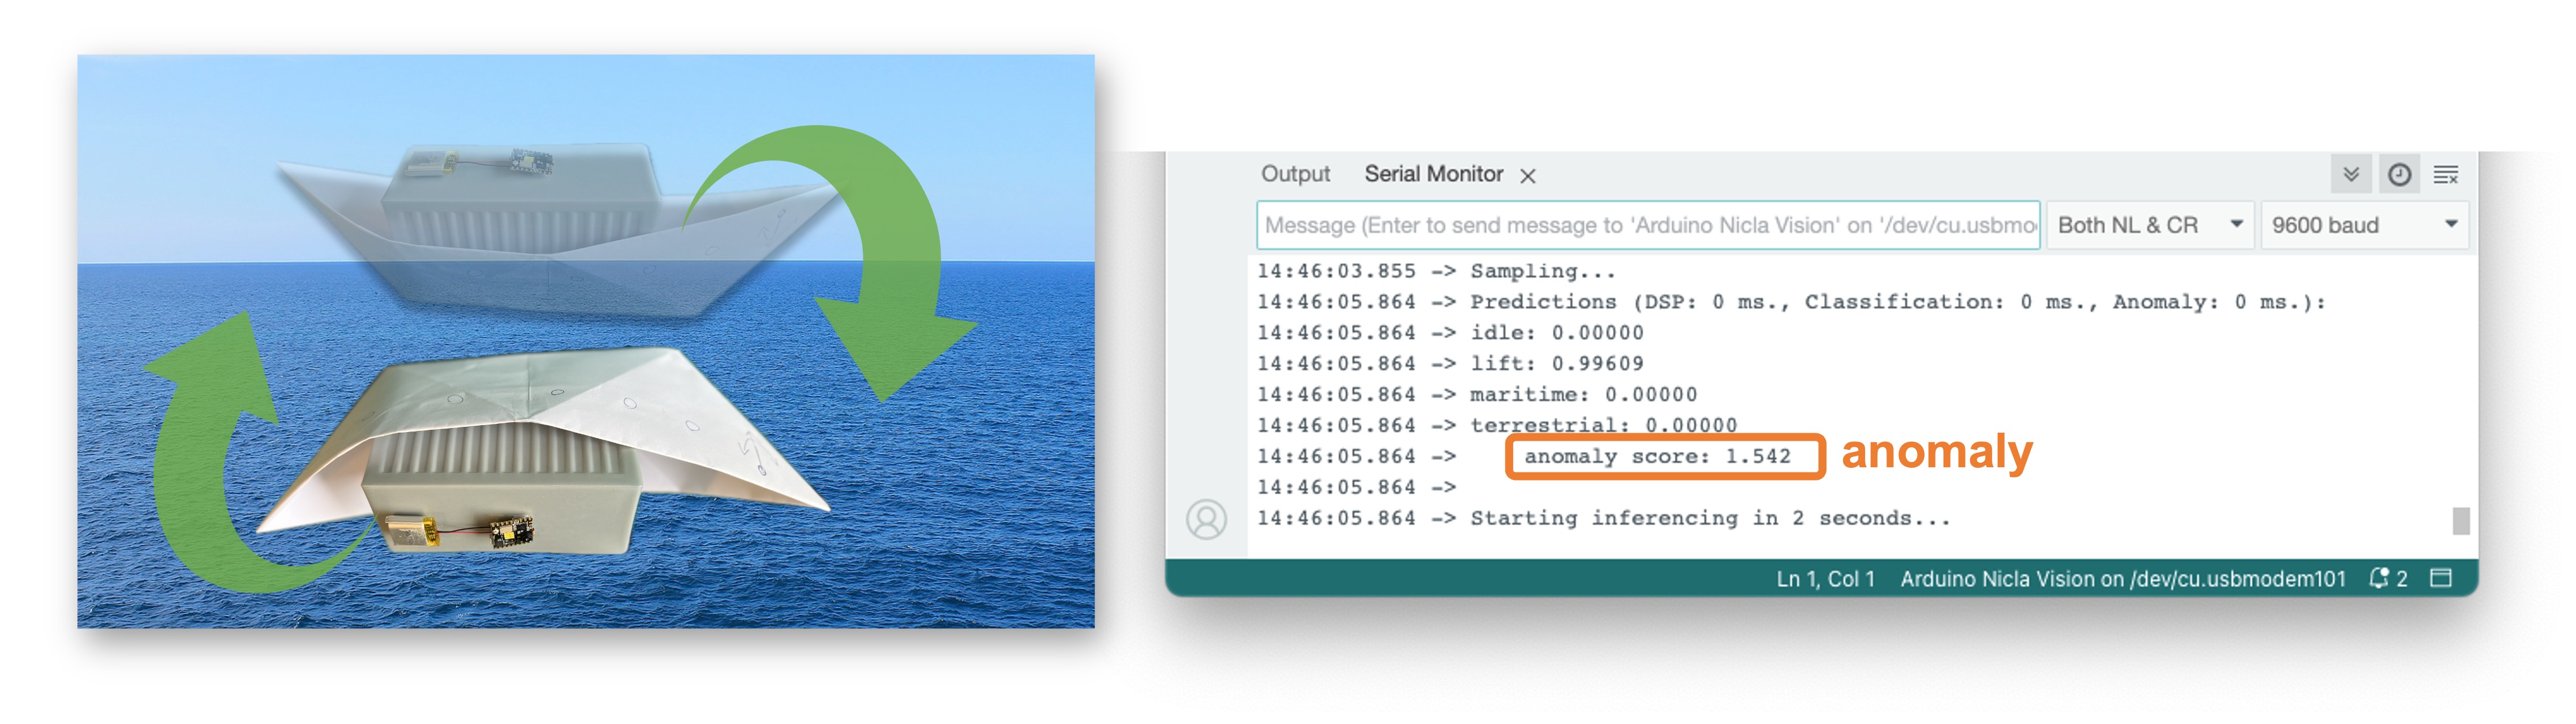 Output Serial Monitor
Message (Enter to send message to 'Arduino Nicla Vision' on '/dev/cu.usbmo
Both NL & CR
9600 baud
14:46:03.855 -> Sampling...
14:46:05.864 -> Predictions (DSP: 0 ms., Classification: 0 ms., Anomaly: 0 ms.):
14:46:05.864 -> idle: 0.00000
14:46:05.864 -> lift: 0.99609
14:46:05.864 -> maritime: 0.00000
14:46:05.864 -> terrestrial: 0.00000
14:46:05.864 -> anomaly score: 1.542
anomaly
14:46:05.864 ->
14:46:05.864 -> Starting inferencing in 2 seconds...
Ln 1, Col 1 Arduino Nicla Vision on /dev/cu.usbmodem101 2